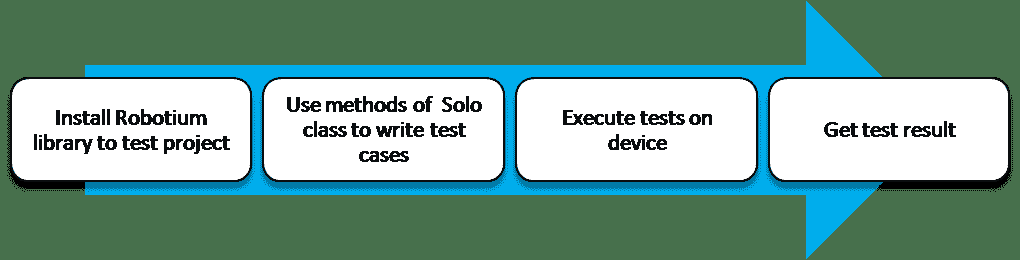 Install Robotium
library to test project
Use methods of Solo
class to write test
cases
Execute tests on
device
Get test result